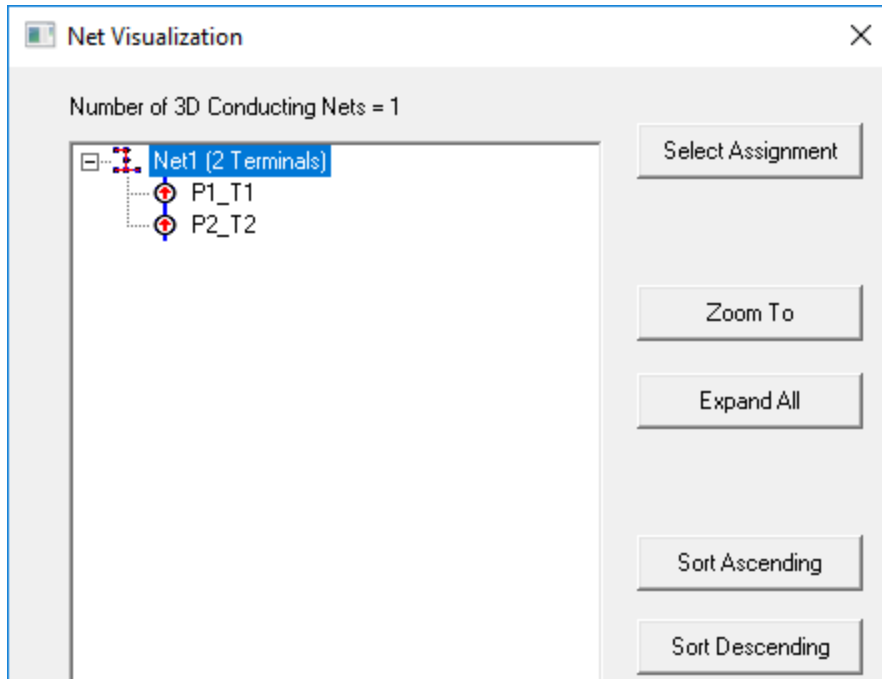 Net Visualization
Number of 3D Conducting Nets = 1
Net1 (2 Terminals)
P1_T1
P2_T2
Select Assignment
Zoom To
Expand All
Sort Ascending
Sort Descending